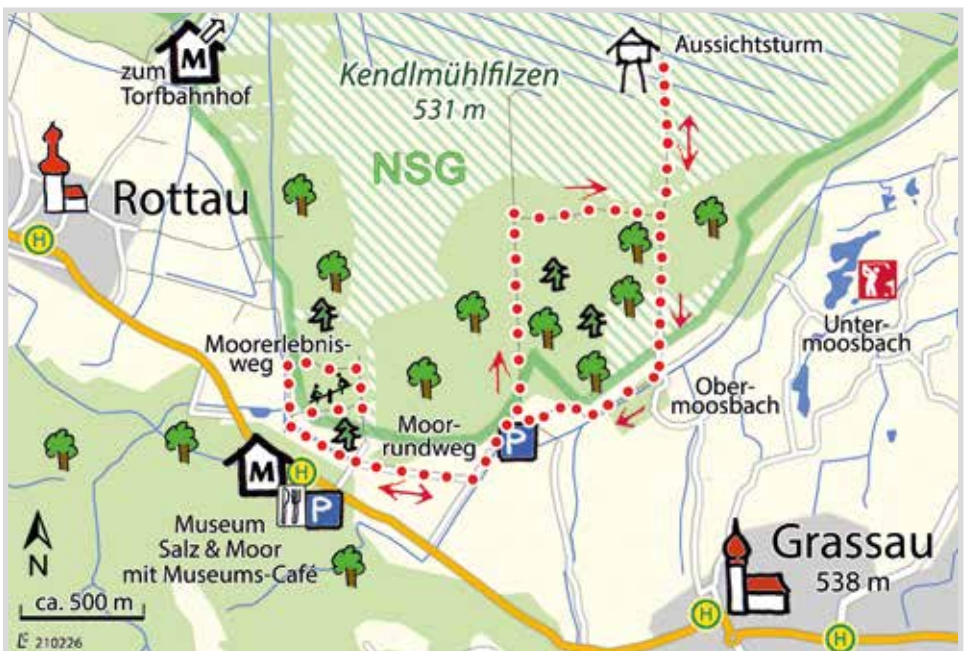 Aussichtsturm
M
zum
Torfbahnhof
Kendlmühlfilzen
531 m
NSG
Rottau
H
Moorerlebnis-
weg
Unter-
moosbach
Ober-
moosbach
Moor-
rundweg
P
M
H
P
Museum
Salz & Moor
mit Museums-Café
Grassau
538 m
N
ca. 500 m
H
H
210226